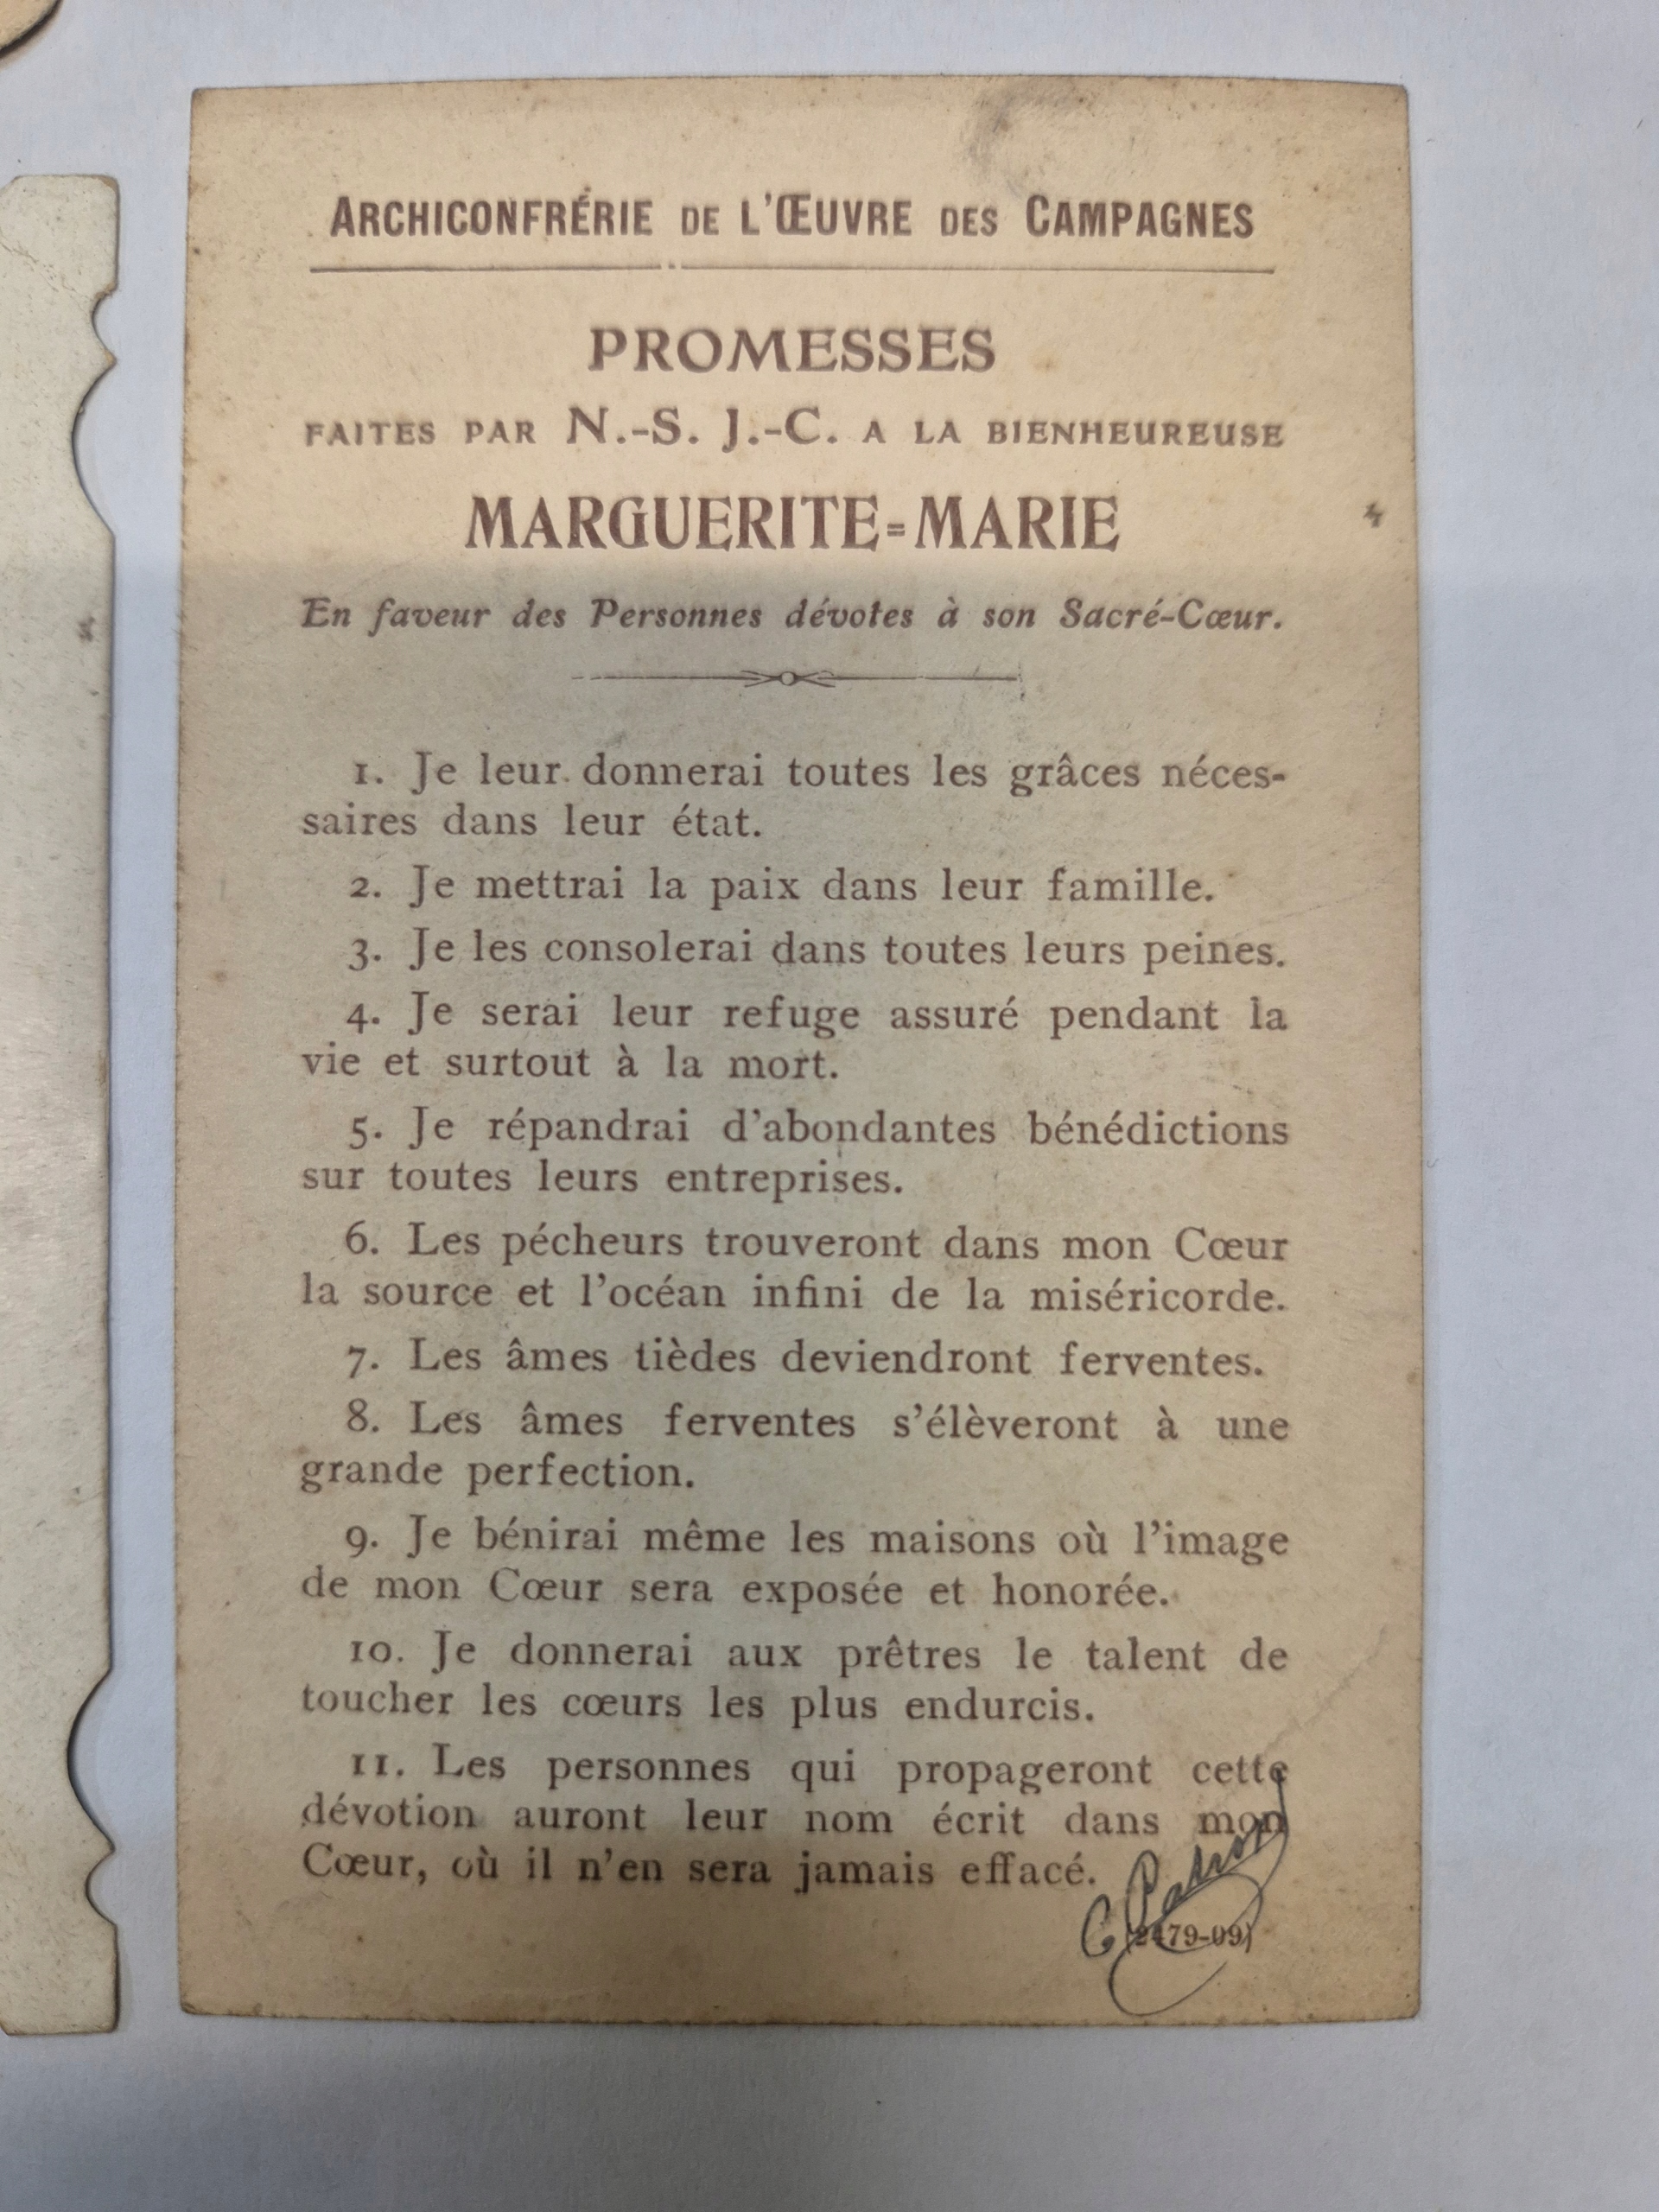 ARCHICONFRÉRIE DE L'ŒUVRE DES CAMPAGNES
PROMESSES
FAITES PAR N.-S. J.-C. A LA BIENHEUREUSE
MARGUERITE=MARIE
En faveur des Personnes dévotes à son Sacré-Cœur.
1. Je leur donnerai toutes les grâces néces-
saires dans leur état.
2. Je mettrai la paix dans leur famille.
3. Je les consolerai dans toutes leurs peines.
4. Je serai leur refuge assuré pendant la
vie et surtout à la mort.
5. Je répandrai d'abondantes bénédictions
sur toutes leurs entreprises.
6. Les pécheurs trouveront dans mon Cœur
la source et l'océan infini de la miséricorde.
7. Les âmes tièdes deviendront ferventes.
8. Les âmes ferventes s'élèveront à une
grande perfection.
9. Je bénirai même les maisons où l'image
de mon Cœur sera exposée et honorée.
10. Je donnerai aux prêtres le talent de
toucher les cœurs les plus endurcis.
11. Les personnes qui propageront cette
dévotion auront leur nom écrit dans mon
Cœur, où il n'en sera jamais effacé.
(2479-09)